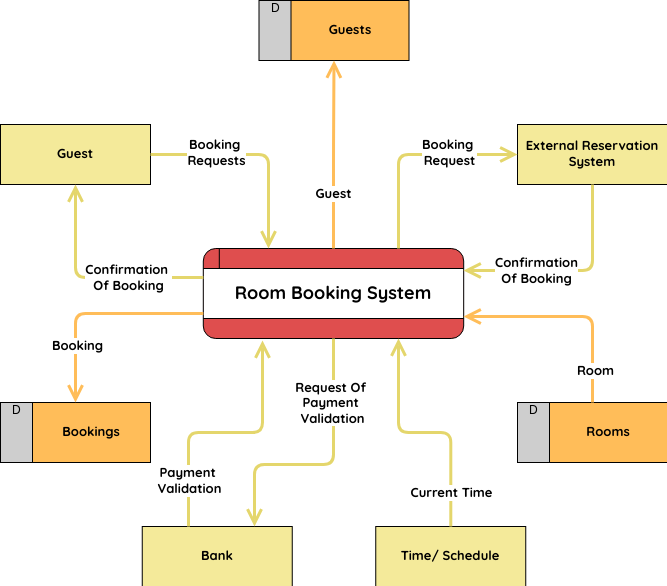 D
Guests
Guest
Booking
Requests
Booking
Request
External Reservation
System
Guest
Confirmation
Of Booking
Confirmation
Of Booking
Room Booking System
Booking
Room
D
Bookings
Request Of
Payment
Validation
D
Rooms
Payment
Validation
Current Time
Bank
Time/ Schedule